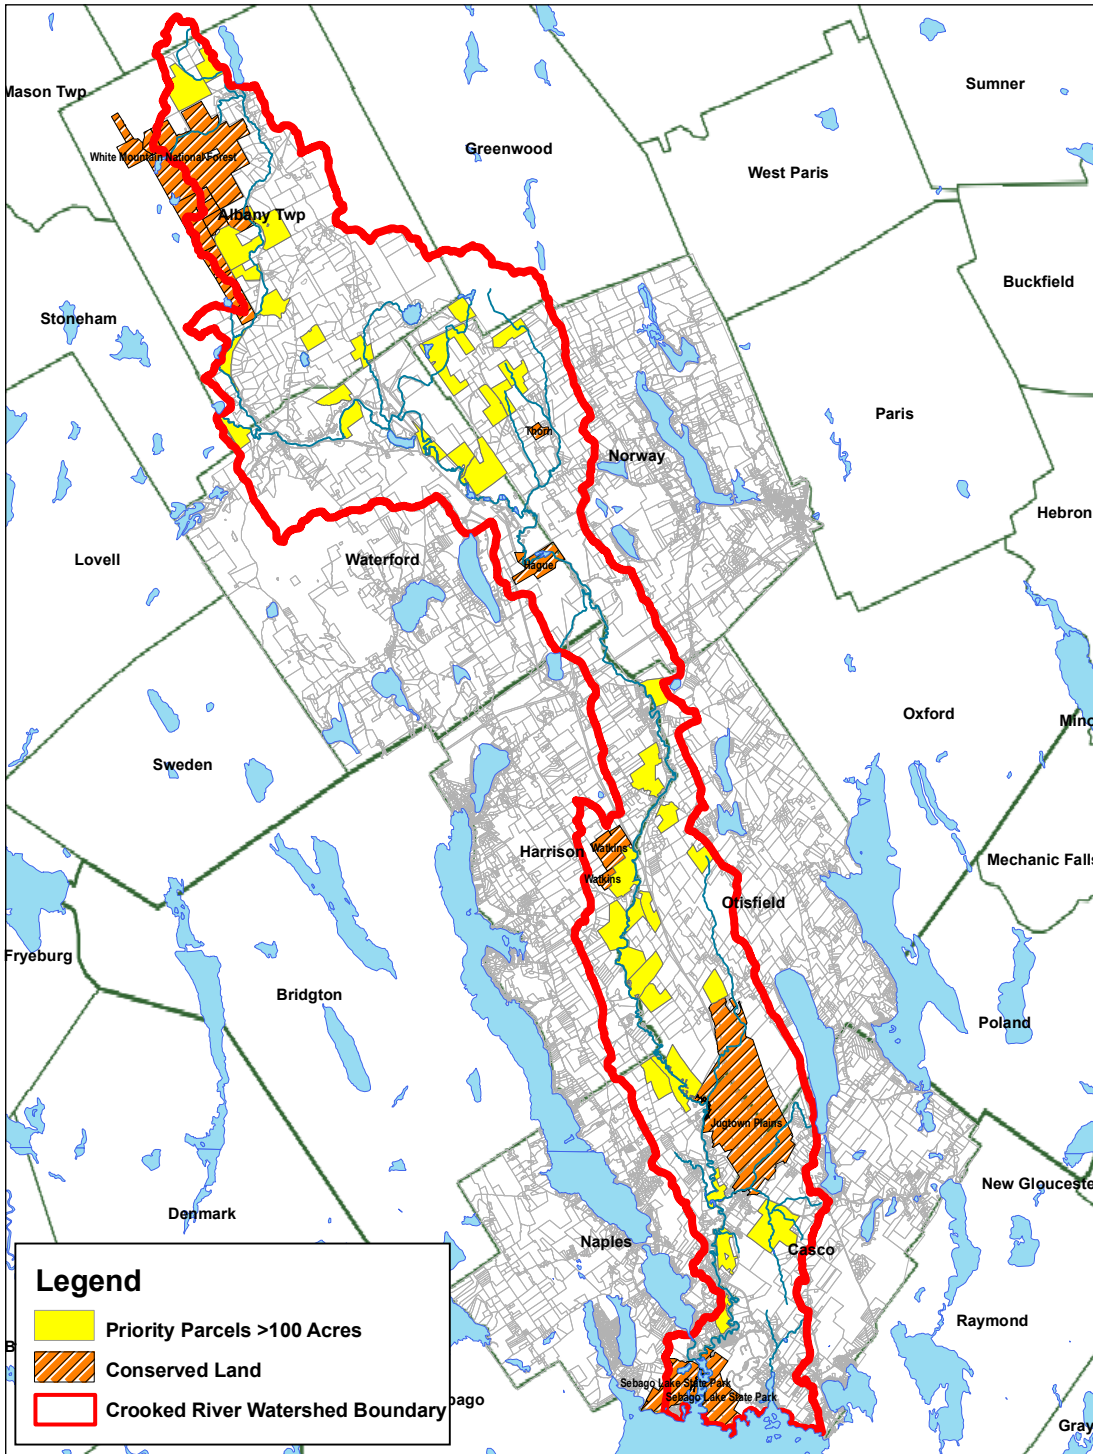 Mason Twp
Sumner
Greenwood
White Mountain National Forest
West Paris
Albany Twp
Buckfield
Stoneham
Paris
Thorn
Norway
Hebron
Lovell
Waterford
Hague
Oxford
Sweden
Harrison
Watkins
Watkins
Mechanic Falls
Otisfield
Fryeburg
Bridgton
Poland
Jugtown Plains
New Gloucester
Denmark
Naples
Casco
Raymond
Sebago Lake State Park
Sebago Lake State Park
bago
Gray
Legend
Priority Parcels >100 Acres
Conserved Land
Crooked River Watershed Boundary